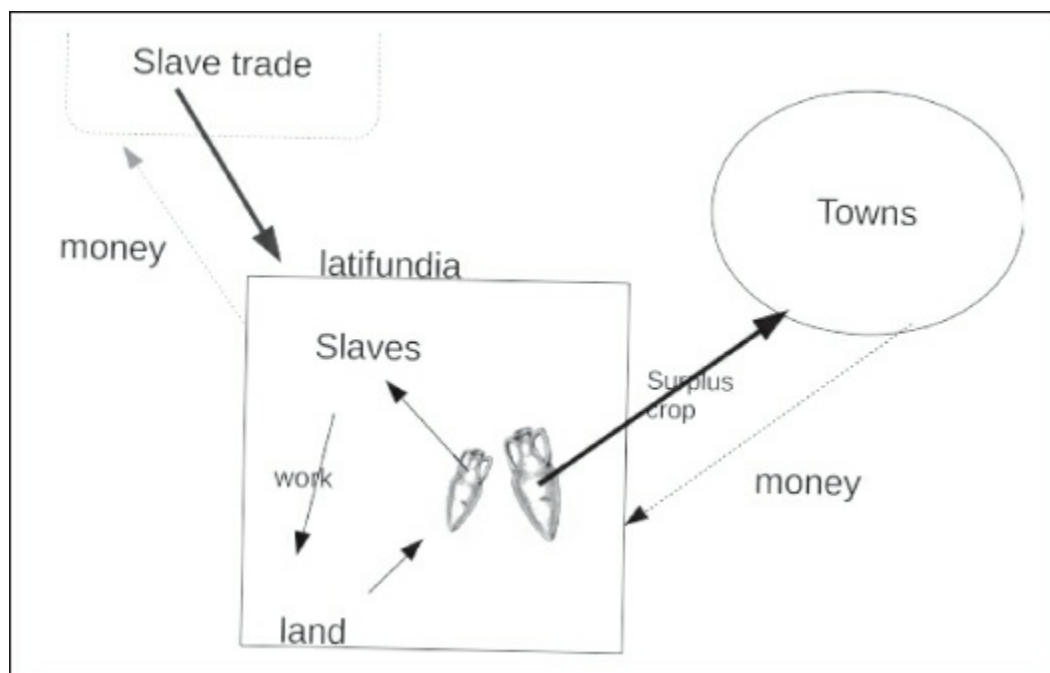 Slave trade
Towns
money
latifundia
Slaves
Surplus
crop
work
money
land